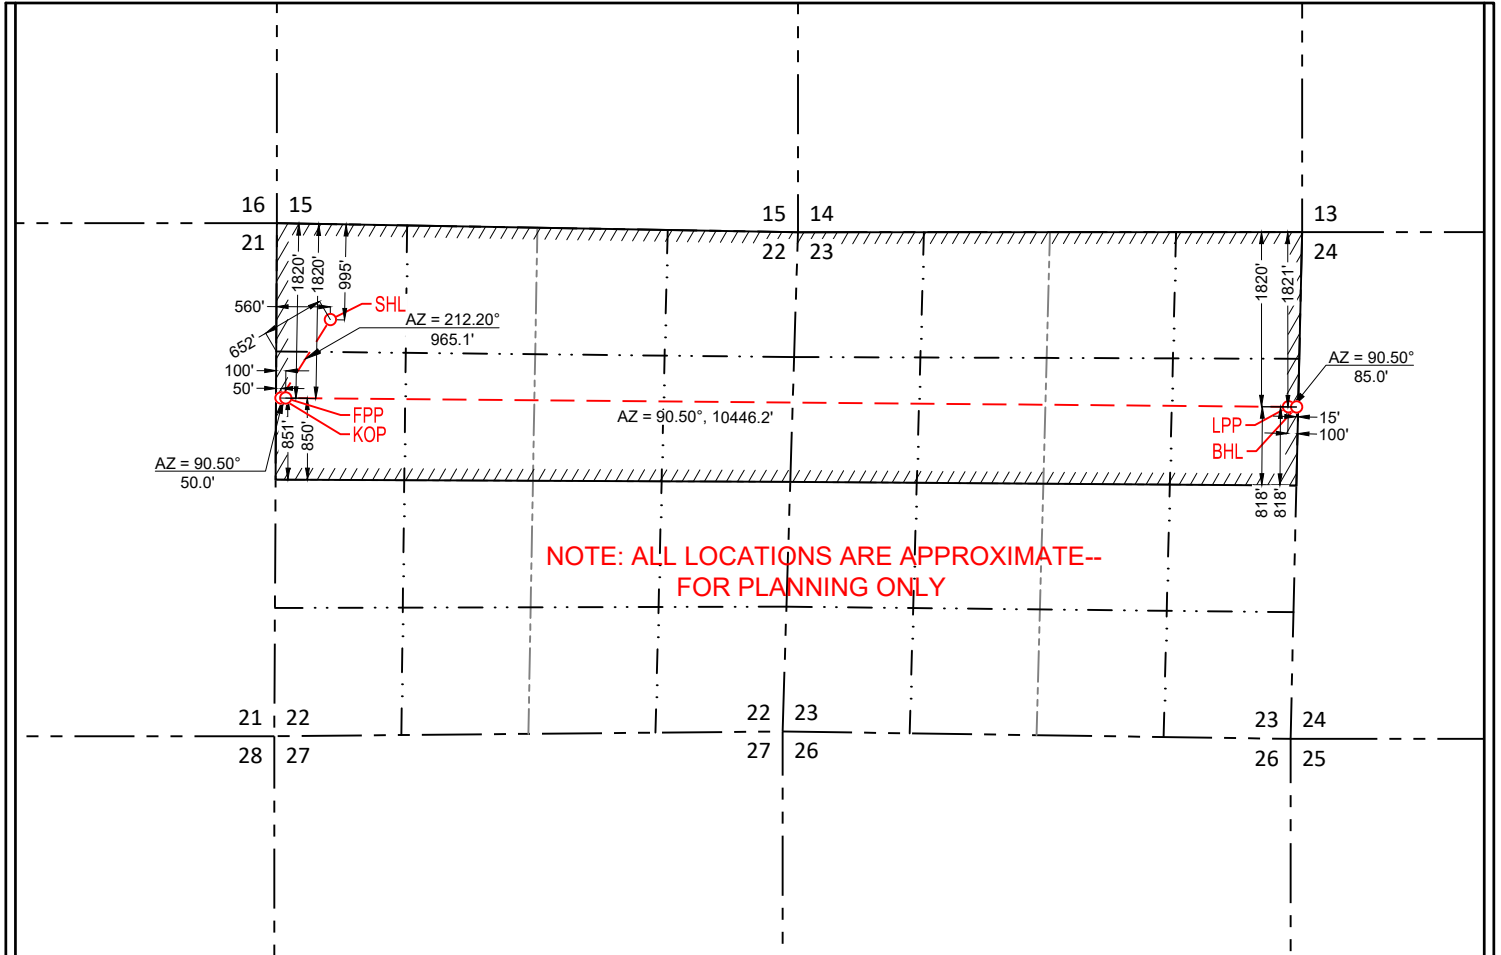 16 15
15 14
13
21
22 23
24
1820'
1820'
995'
1820'
1821'
560'
SHL
AZ = 212.20°
965.1'
652'
100'
50'
AZ = 90.50°
85.0'
FPP
KOP
AZ = 90.50°, 10446.2'
LPP
BHL
15'
100'
851'
850'
AZ = 90.50°
50.0'
818'
818'
NOTE: ALL LOCATIONS ARE APPROXIMATE--
FOR PLANNING ONLY
21 22
22 23
23 24
28 27
27 26
26 25